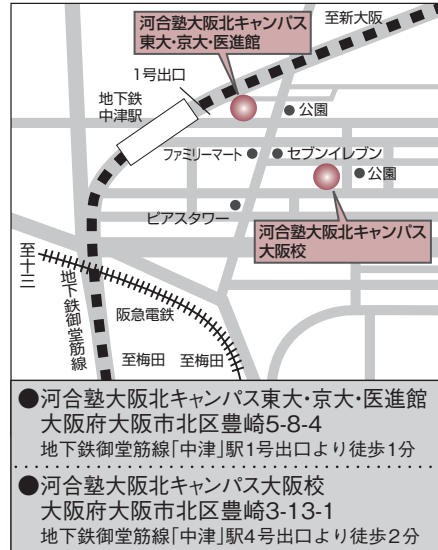 河合塾大阪北キャンパス
東大・京大・医進館
至新大阪
1号出口
地下鉄
中津駅
公園
ファミリーマート
セブンイレブン
公園
ピアスタワー
河合塾大阪北キャンパス
大阪校
至十三
地下鉄御堂筋線
阪急電鉄
至梅田
至梅田
●河合塾大阪北キャンパス東大・京大・医進館
大阪府大阪市北区豊崎5-8-4
地下鉄御堂筋線「中津」駅1号出口より徒歩1分
●河合塾大阪北キャンパス大阪校
大阪府大阪市北区豊崎3-13-1
地下鉄御堂筋線「中津」駅4号出口より徒歩2分